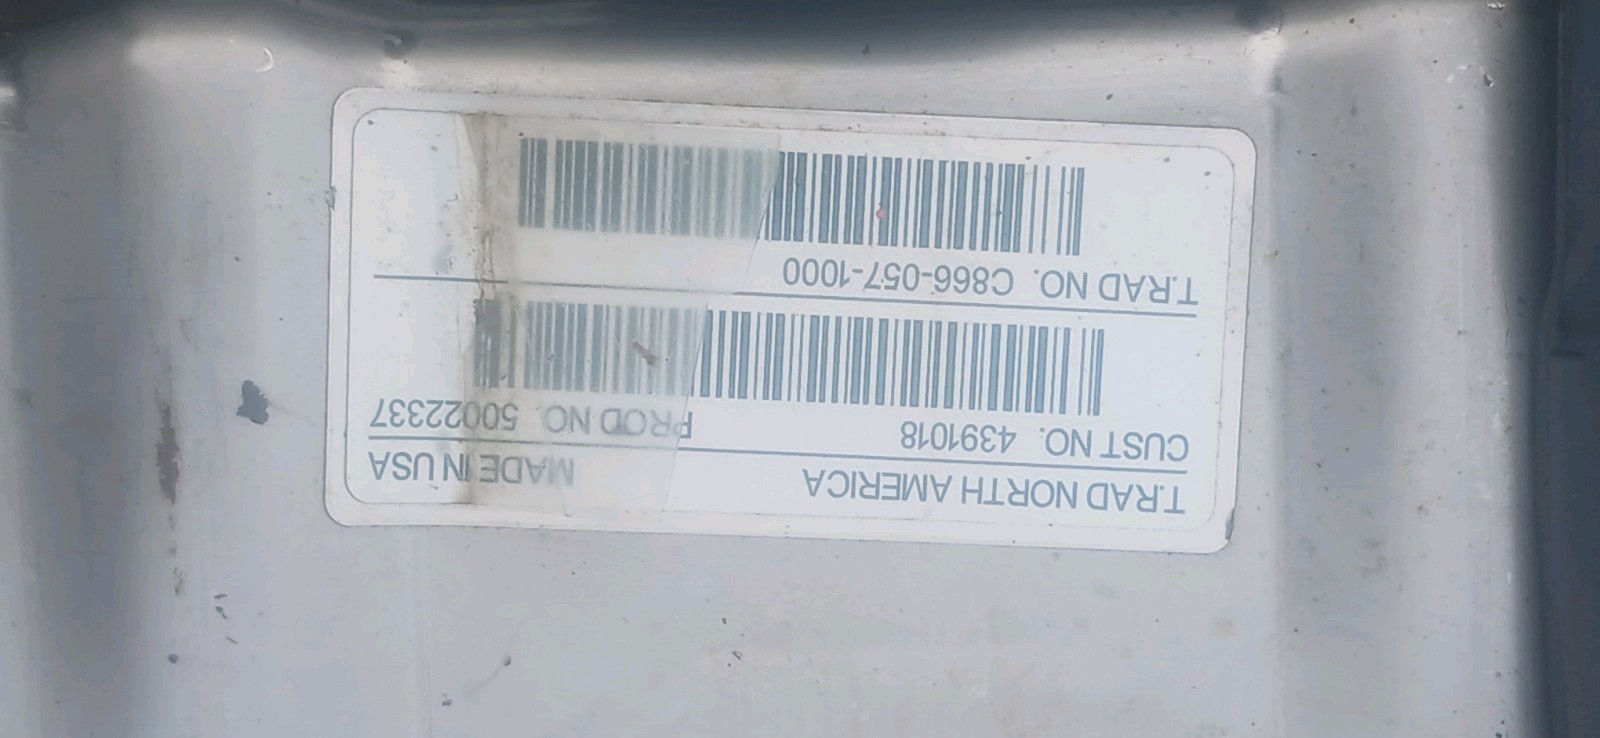 T.RAD NORTH AMERICA MADE IN USA
CUST NO. 4391018 PROD NO. 50022337
T.RAD NO. C866-057-1000